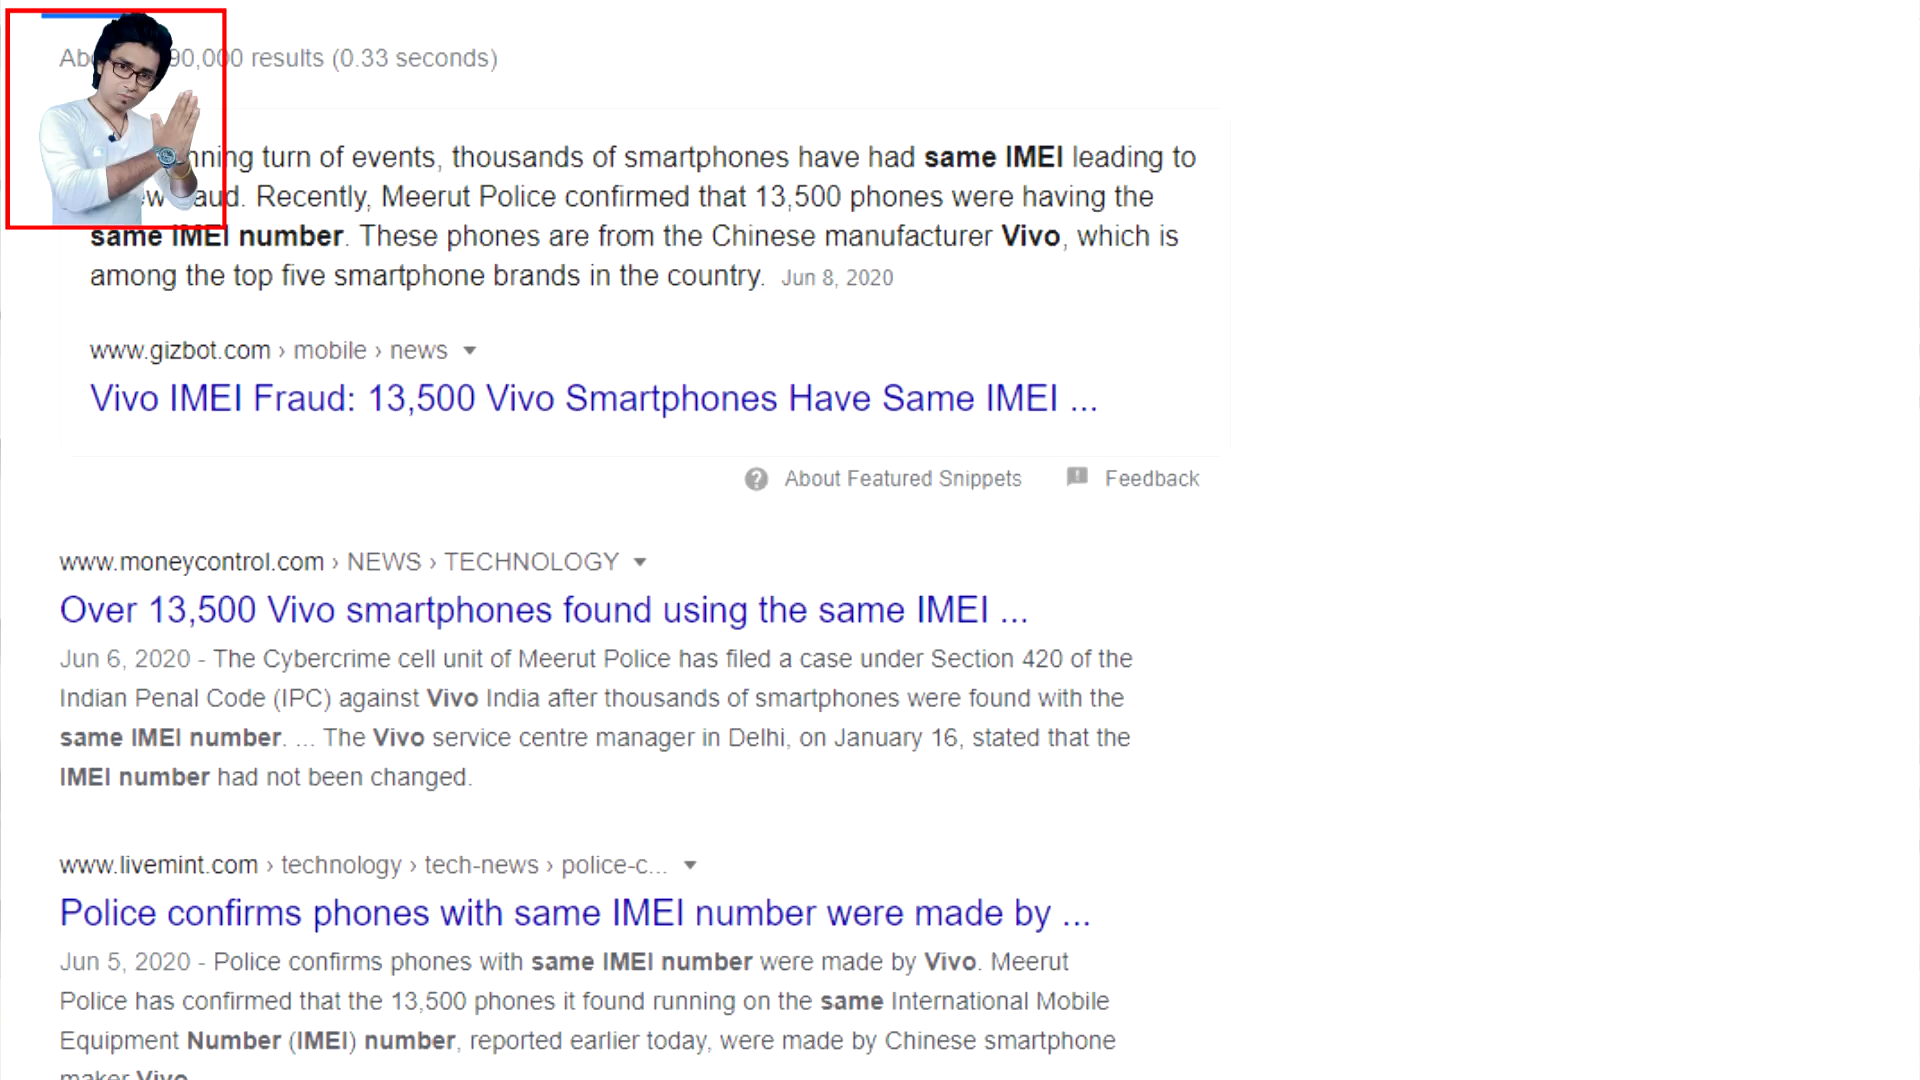 90,000 results (0.33 seconds)
turn of events, thousands of smartphones have had same IMEI leading to
Recently, Meerut Police confirmed that 13,500 phones were having the
same IMEI number. These phones are from the Chinese manufacturer Vivo, which is
among the top five smartphone brands in the country. Jun 8, 2020
www.gizbot.com › mobile › news
Vivo IMEI Fraud: 13,500 Vivo Smartphones Have Same IMEI ...
About Featured Snippets Feedback
www.moneycontrol.com › NEWS › TECHNOLOGY
Over 13,500 Vivo smartphones found using the same IMEI ...
Jun 6, 2020 - The Cybercrime cell unit of Meerut Police has filed a case under Section 420 of the
Indian Penal Code (IPC) against Vivo India after thousands of smartphones were found with the
same IMEI number. ... The Vivo service centre manager in Delhi, on January 16, stated that the
IMEI number had not been changed.
www.livemint.com › technology › tech-news › police-c...
Police confirms phones with same IMEI number were made by ...
Jun 5, 2020 - Police confirms phones with same IMEI number were made by Vivo. Meerut
Police has confirmed that the 13,500 phones it found running on the same International Mobile
Equipment Number (IMEI) number, reported earlier today, were made by Chinese smartphone
maker Vivo